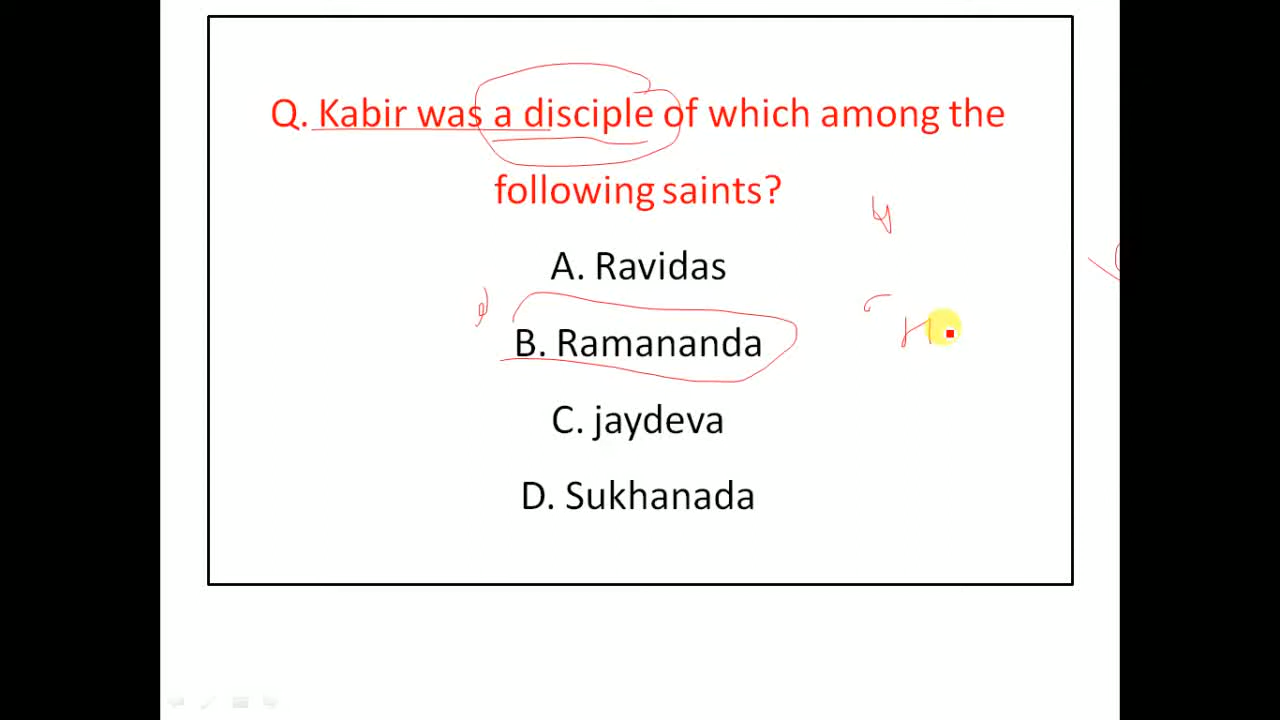 Q. Kabir was a disciple of which among the
following saints?
A. Ravidas
B. Ramananda
C. jaydeva
D. Sukhanada